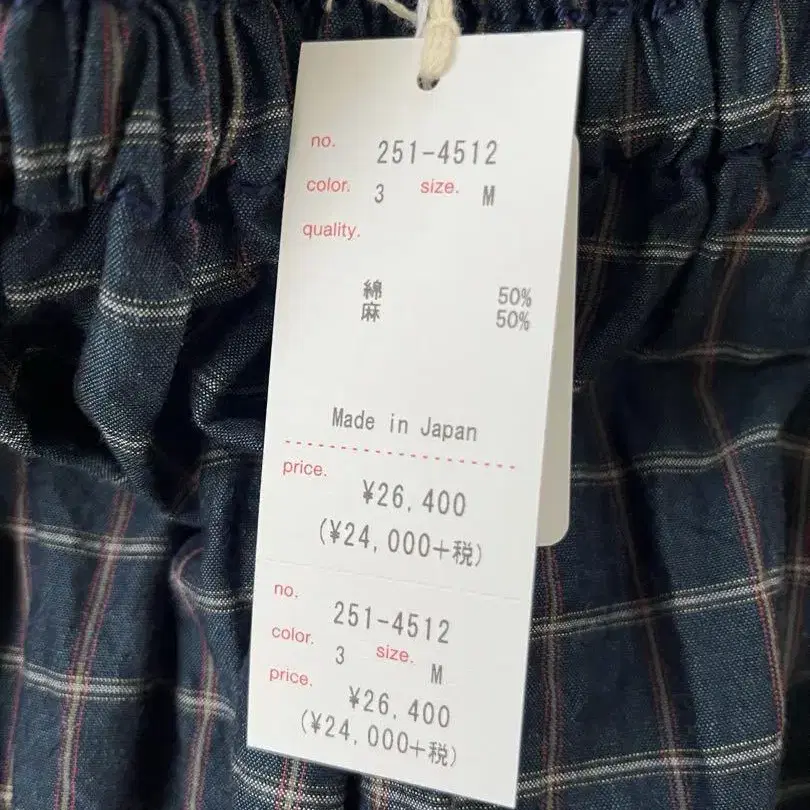 no. 251-4512
color. 3 size. M
quality.
綿 50%
麻 50%
Made in Japan
price.
¥26,400
(¥24,000+税)
no.
251-4512
color. 3 size. M
price.
¥26,400
(¥24,000+税)